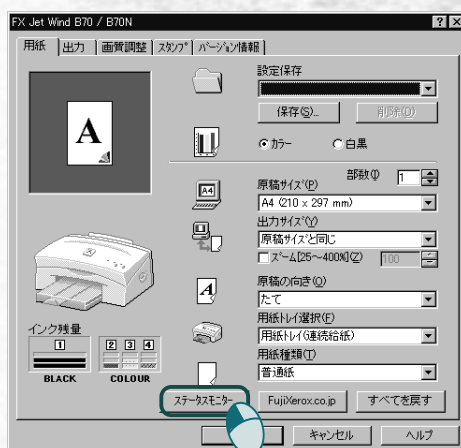 FX Jet Wind B70 / B70N
用紙 出力 画質調整 スタンプ バージョン情報
設定保存
保存(S)... 削除(D)
A
カラー 白黒
部数(I) 1
原稿サイズ(P)
A4
A4 (210 x 297 mm)
出力サイズ(Y)
原稿サイズと同じ
ズーム[25~400%](Z) 100
原稿の向き(O)
A
たて
用紙トレイ選択(F)
用紙トレイ(連続給紙)
用紙種類(T)
普通紙
インク残量
1 2 3 4
BLACK COLOUR
ステータスモニター FujiXerox.co.jp すべてを戻す
キャンセル ヘルプ